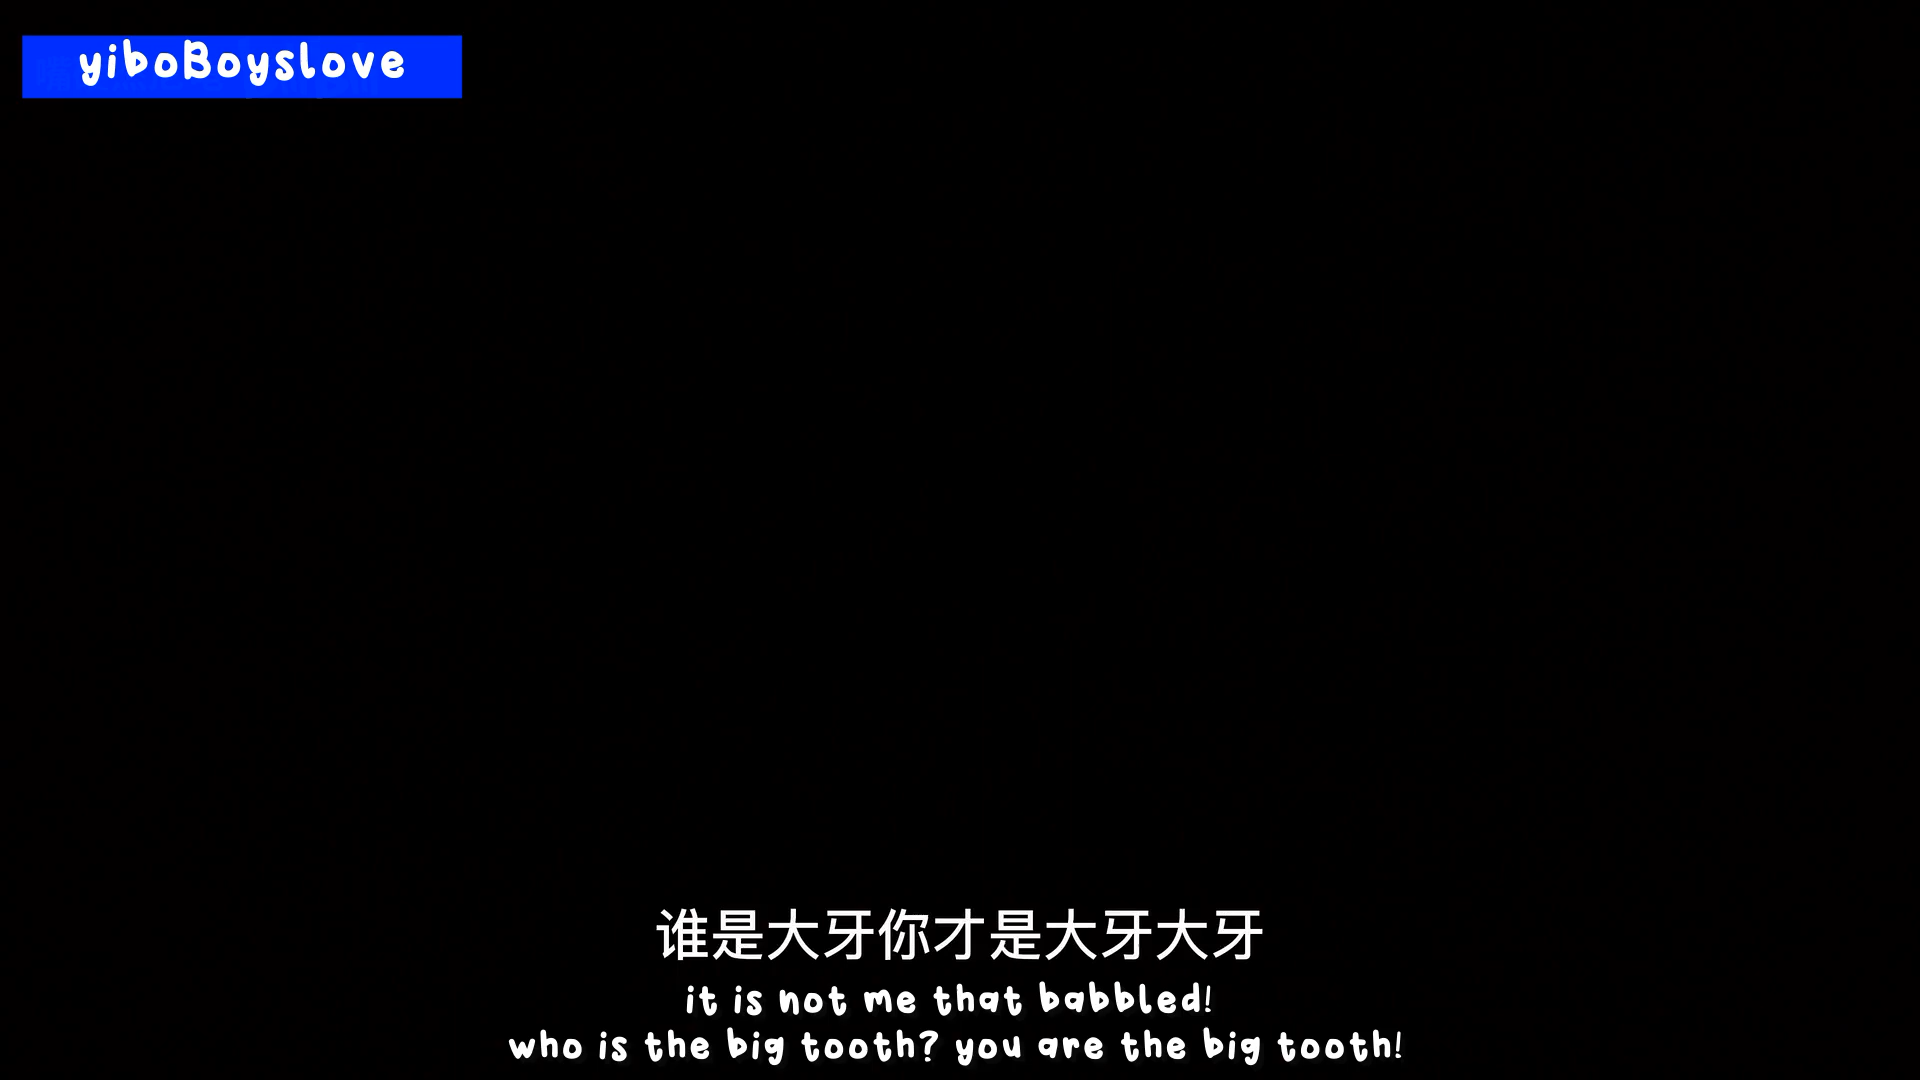 yiboBoyslove
谁是大牙你才是大牙大牙
it is not me that babbled!
who is the big tooth? you are the big tooth!